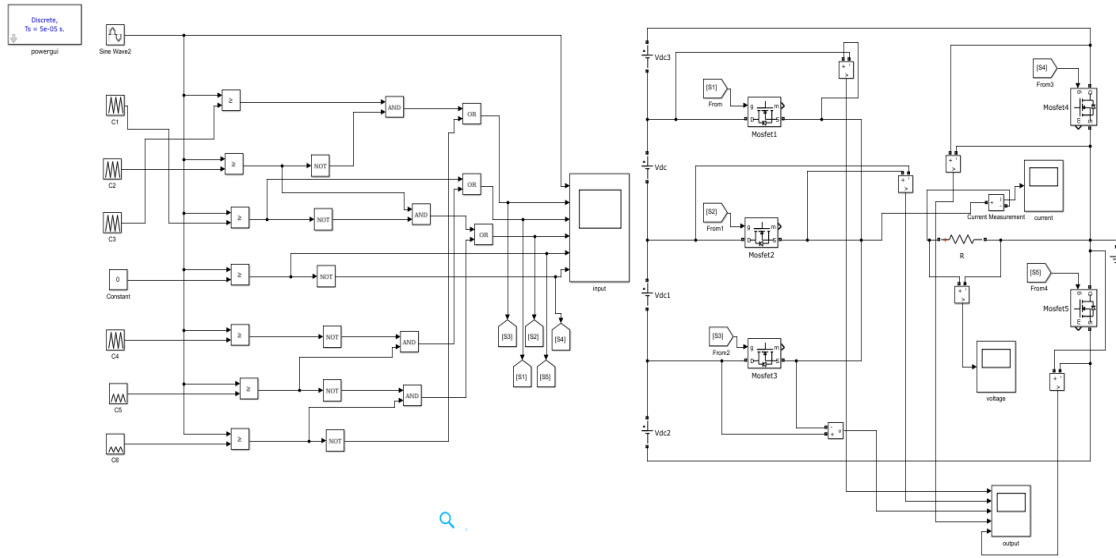 Discrete,
Ts = 5e-05 s.
powergui
Sine Wave2
C1
C2
C3
0
Constant
C4
C5
C6
≥
≥
≥
≥
≥
≥
≥
NOT
NOT
NOT
NOT
NOT
NOT
AND
AND
AND
AND
OR
OR
OR
input
[S3]
[S2]
[S4]
[S1]
[S5]
Vdc3
Vdc
Vdc1
Vdc2
[S1]
From
g m
D S
Mosfet1
[S2]
From1
g m
D S
Mosfet2
[S3]
From2
g m
D S
Mosfet3
[S4]
From3
Mosfet4
current
Current Measurement
R
[S5]
From4
Mosfet5
voltage
output